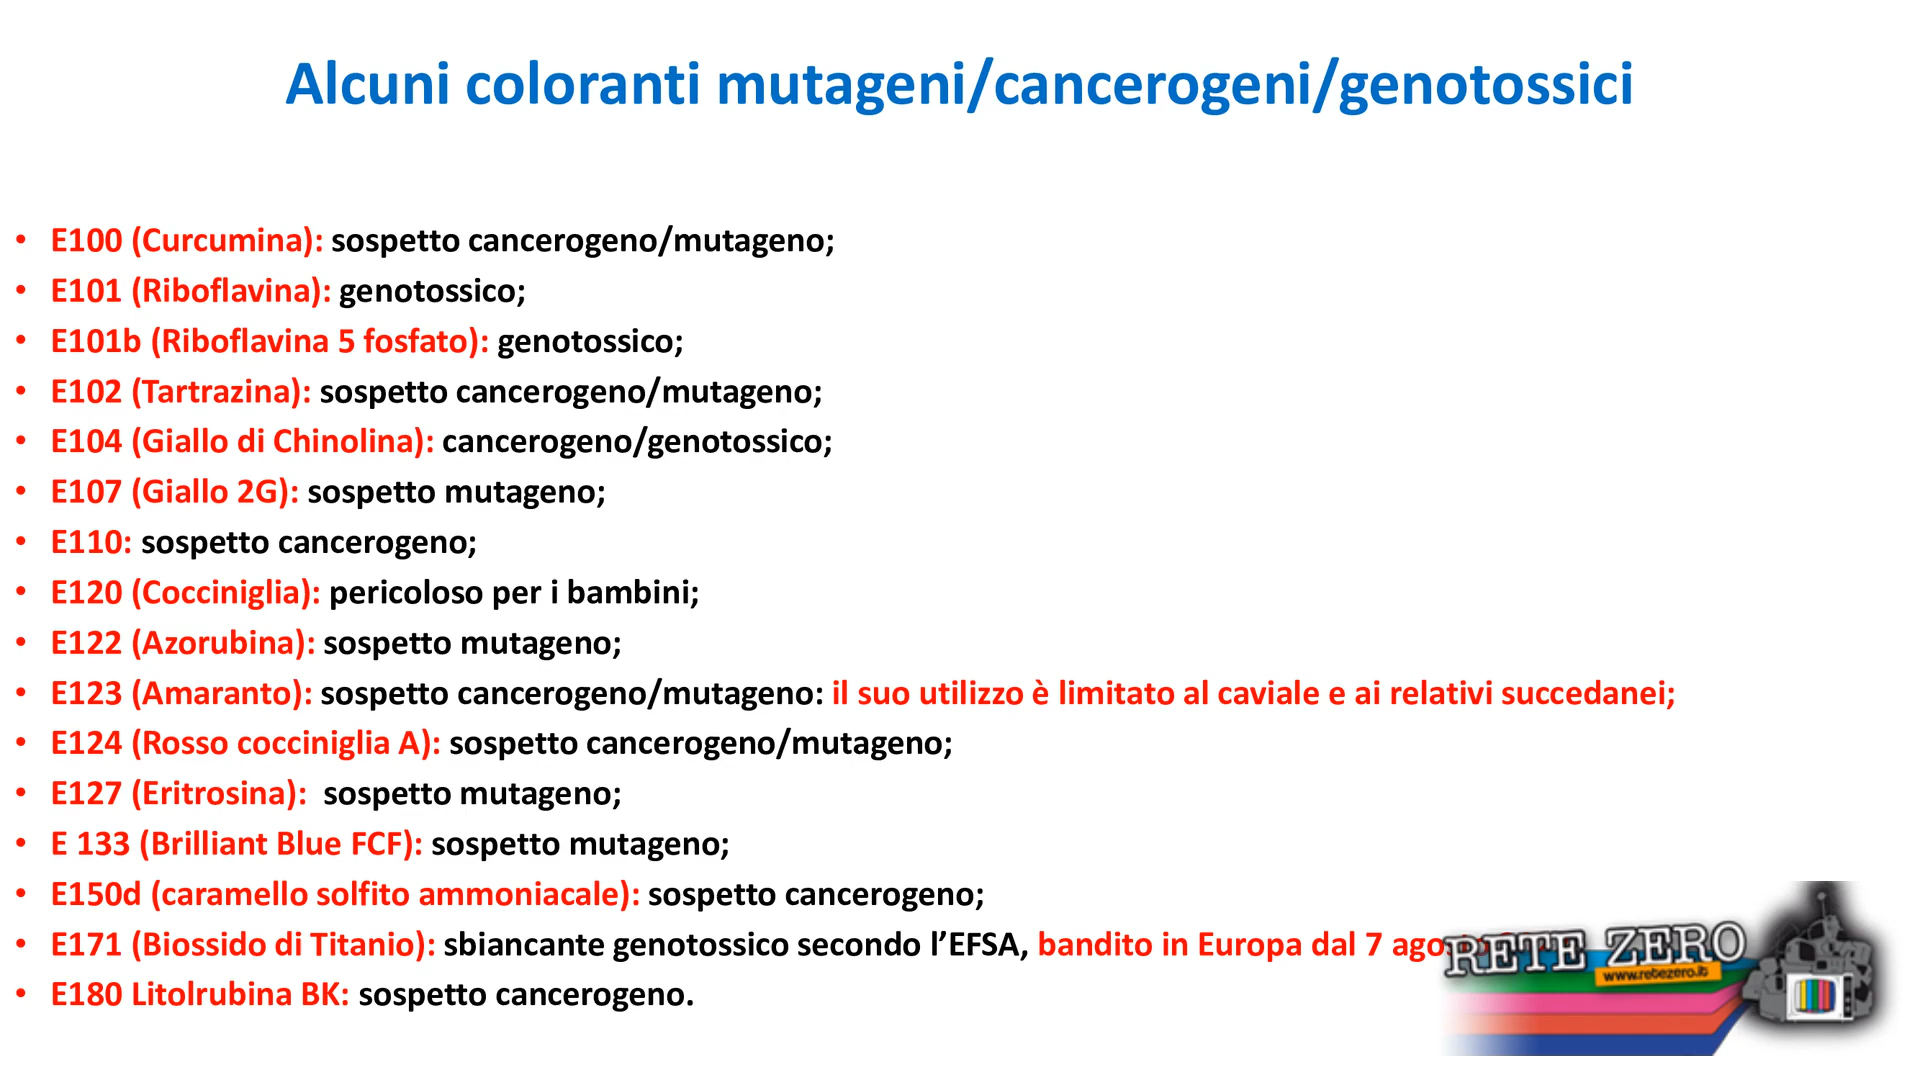 Alcuni coloranti mutageni/cancerogeni/genotossici
• E100 (Curcumina): sospetto cancerogeno/mutageno;
• E101 (Riboflavina): genotossico;
• E101b (Riboflavina 5 fosfato): genotossico;
• E102 (Tartrazina): sospetto cancerogeno/mutageno;
• E104 (Giallo di Chinolina): cancerogeno/genotossico;
• E107 (Giallo 2G): sospetto mutageno;
• E110: sospetto cancerogeno;
• E120 (Cocciniglia): pericoloso per i bambini;
• E122 (Azorubina): sospetto mutageno;
• E123 (Amaranto): sospetto cancerogeno/mutageno: il suo utilizzo è limitato al caviale e ai relativi succedanei;
• E124 (Rosso cocciniglia A): sospetto cancerogeno/mutageno;
• E127 (Eritrosina): sospetto mutageno;
• E 133 (Brilliant Blue FCF): sospetto mutageno;
• E150d (caramello solfito ammoniacale): sospetto cancerogeno;
• E171 (Biossido di Titanio): sbiancante genotossico secondo l’EFSA, bandito in Europa dal 7
RETE ZERO
www.retezero.it
• E180 Litolrubina BK: sospetto cancerogeno.